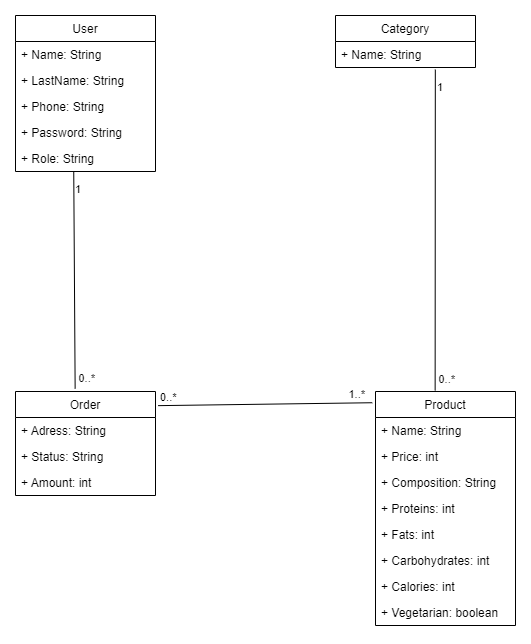 User
+ Name: String
+ LastName: String
+ Phone: String
+ Password: String
+ Role: String
Category
+ Name: String
1
1
0..*
0..*
Order
+ Adress: String
+ Status: String
+ Amount: int
0..*
1..*
Product
+ Name: String
+ Price: int
+ Composition: String
+ Proteins: int
+ Fats: int
+ Carbohydrates: int
+ Calories: int
+ Vegetarian: boolean